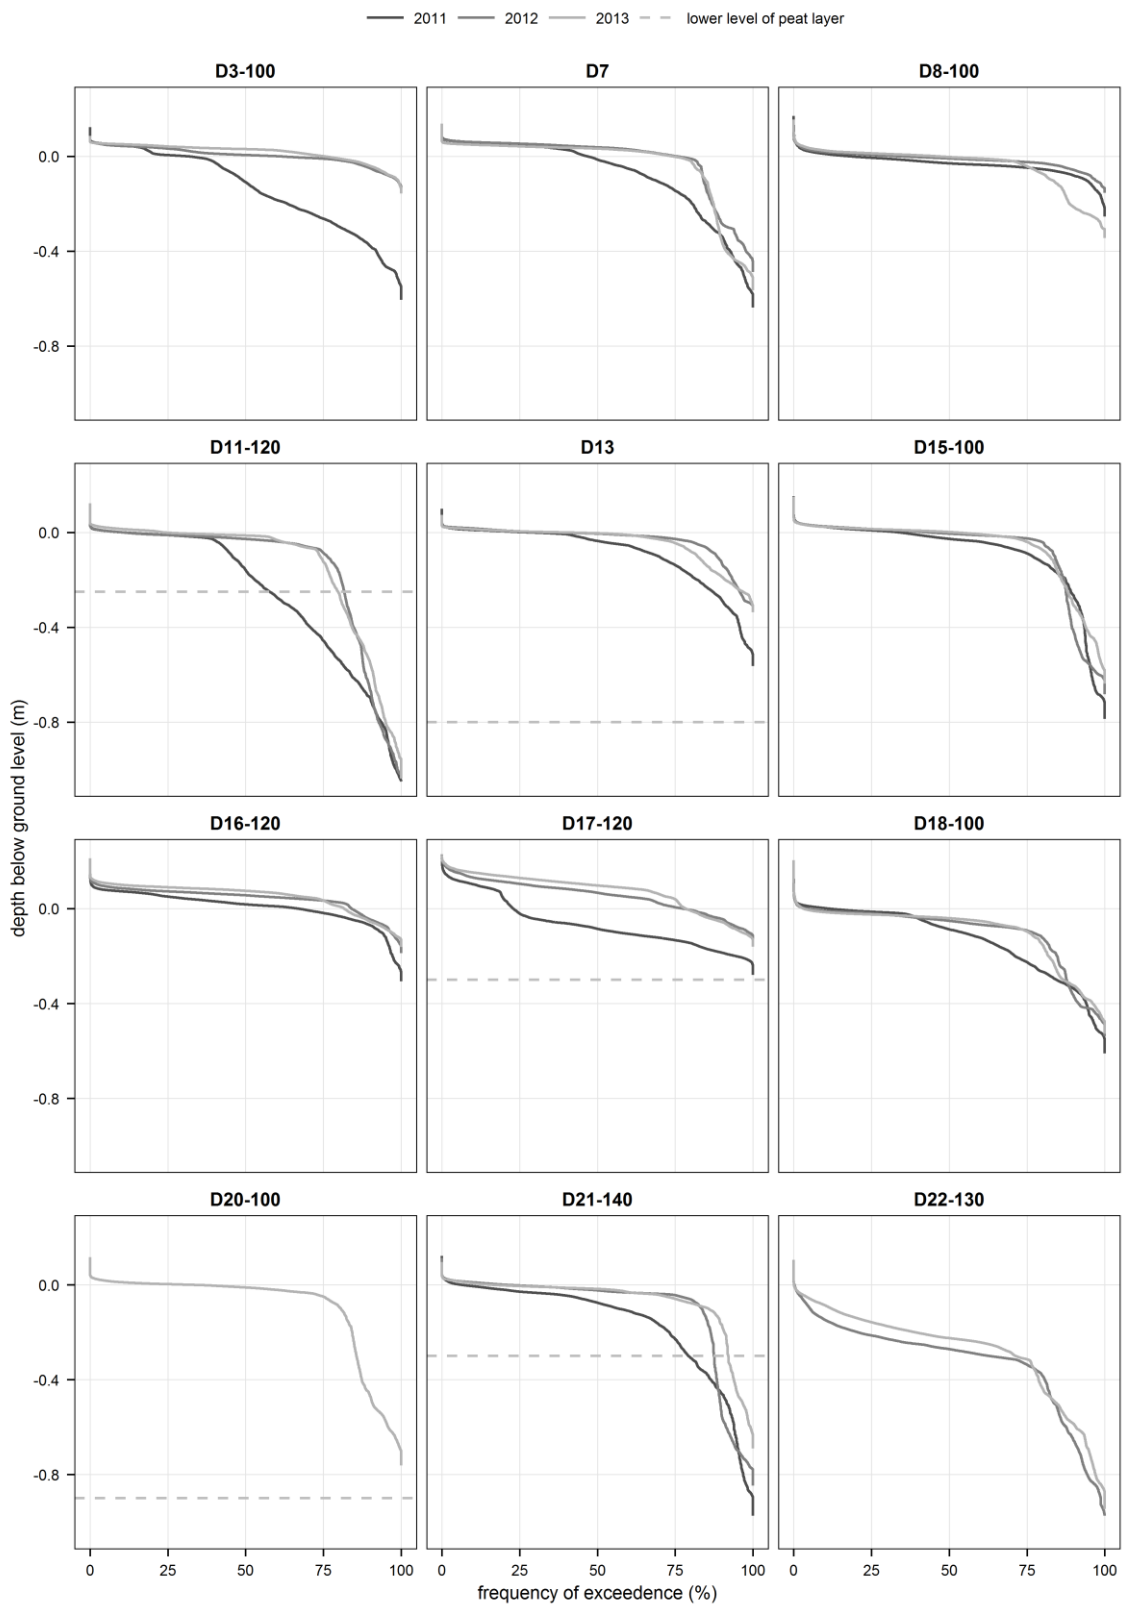 2011 2012 2013 lower level of peat layer
D3-100 D7 D8-100
0.0
-0.4
-0.8
D11-120 D13 D15-100
0.0
-0.4
-0.8
depth below ground level (m)
D16-120 D17-120 D18-100
0.0
-0.4
-0.8
D20-100 D21-140 D22-130
0.0
-0.4
-0.8
0 25 50 75 100 0 25 50 75 100 0 25 50 75 100
frequency of exceedence (%)